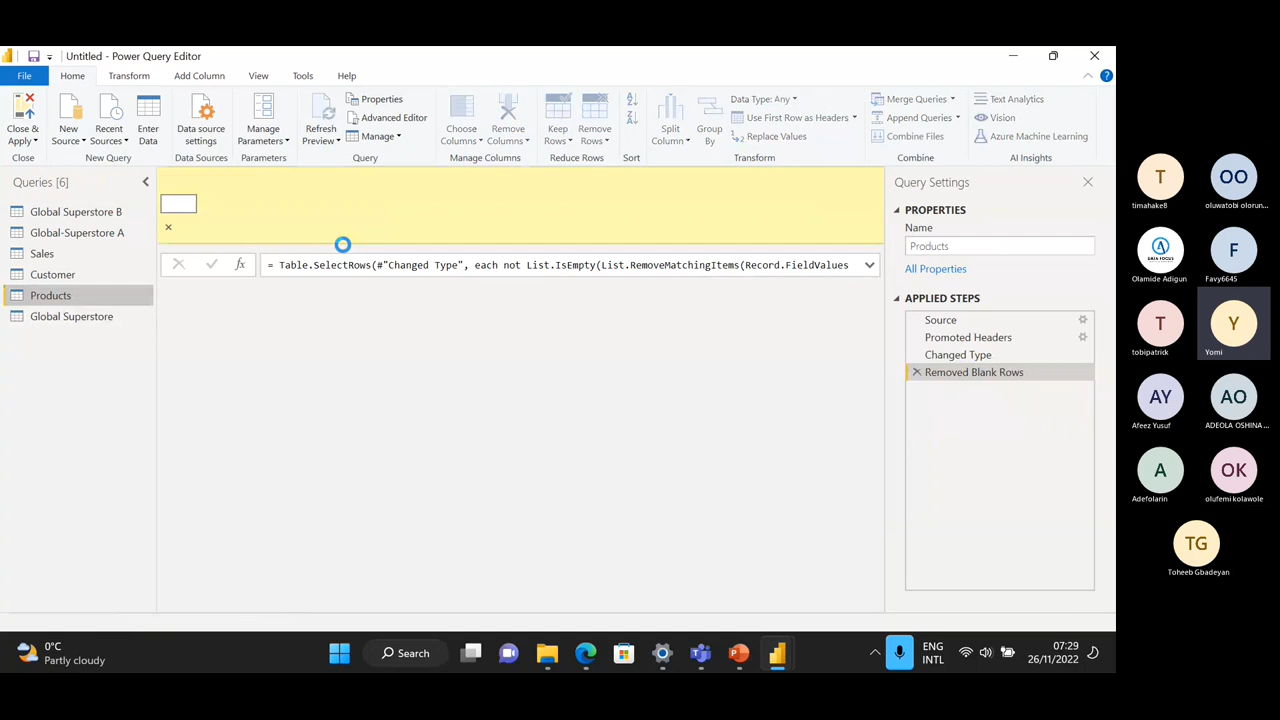 Untitled - Power Query Editor
File Home Transform Add Column View Tools Help
Close & Apply
New Source
Recent Sources
Enter Data
Data source settings
Manage Parameters
Refresh Preview
Properties
Advanced Editor
Manage
Choose Columns
Remove Columns
Keep Rows
Remove Rows
Split Column
Group By
Data Type: Any
Use First Row as Headers
Replace Values
Merge Queries
Append Queries
Combine Files
Text Analytics
Vision
Azure Machine Learning
Close New Query Data Sources Parameters Query Manage Columns Reduce Rows Sort Transform Combine AI Insights
Queries [6]
Global Superstore B
Global-Superstore A
Sales
Customer
Products
Global Superstore
fx = Table.SelectRows(#"Changed Type", each not List.IsEmpty(List.RemoveMatchingItems(Record.FieldValues
Query Settings
PROPERTIES
Name
Products
All Properties
APPLIED STEPS
Source
Promoted Headers
Changed Type
Removed Blank Rows
T
timahake8
OO
oluwatobi olorun...
GAIA FOCUS
Olamide Adigun
F
Favy6645
T
tobipatrick
Y
Yomi
AY
Afeez Yusuf
AO
ADEOLA OSHINA ...
A
Adefolarin
OK
olufemi kolawole
TG
Toheeb Gbadeyan
0°C
Partly cloudy
Search
ENG
INTL
07:29
26/11/2022